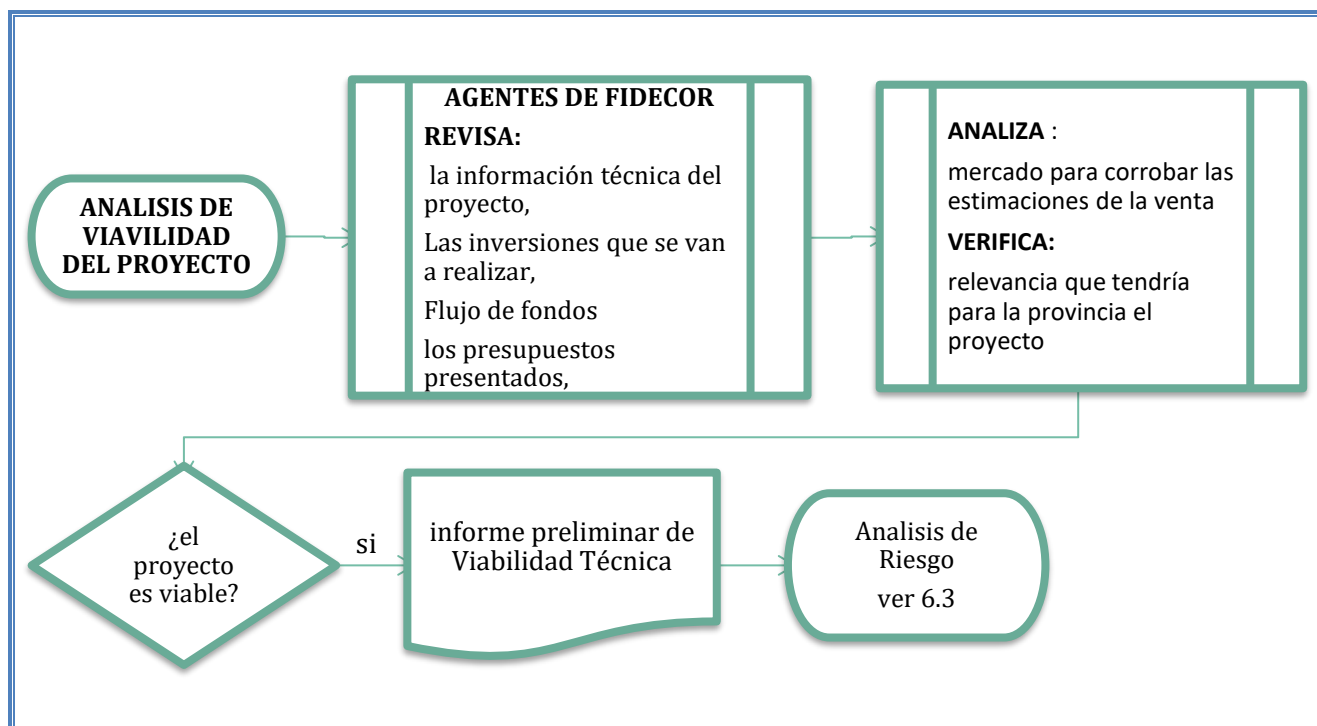 ANALISIS DE
VIAVILIDAD
DEL PROYECTO
AGENTES DE FIDECOR
REVISA:
la información técnica del
proyecto,
Las inversiones que se van
a realizar,
Flujo de fondos
los presupuestos
presentados,
ANALIZA :
mercado para corrobar las
estimaciones de la venta
VERIFICA:
relevancia que tendría
para la provincia el
proyecto
¿el
proyecto
es viable?
si
informe preliminar de
Viabilidad Técnica
Analisis de
Riesgo
ver 6.3